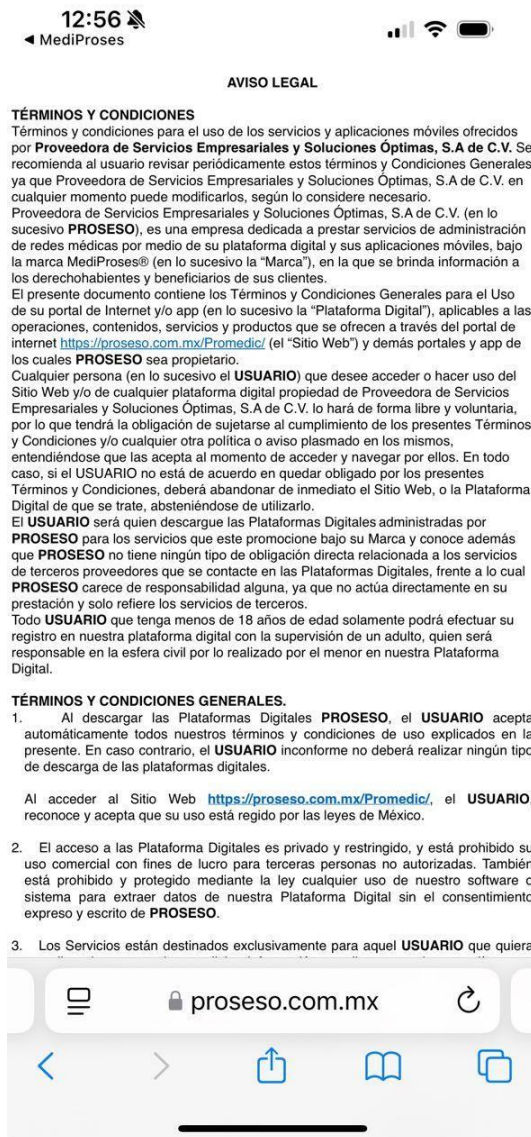 12:56
◀ MediProses
AVISO LEGAL
TÉRMINOS Y CONDICIONES
Términos y condiciones para el uso de los servicios y aplicaciones móviles ofrecidos
por Proveedora de Servicios Empresariales y Soluciones Óptimas, S.A de C.V. Se
recomienda al usuario revisar periódicamente estos términos y Condiciones Generales
ya que Proveedora de Servicios Empresariales y Soluciones Óptimas, S.A de C.V. en
cualquier momento puede modificarlos, según lo considere necesario.
Proveedora de Servicios Empresariales y Soluciones Óptimas, S.A de C.V. (en lo
sucesivo PROSESO), es una empresa dedicada a prestar servicios de administración
de redes médicas por medio de su plataforma digital y sus aplicaciones móviles, bajo
la marca MediProses® (en lo sucesivo la “Marca”), en la que se brinda información a
los derechohabientes y beneficiarios de sus clientes.
El presente documento contiene los Términos y Condiciones Generales para el Uso
de su portal de Internet y/o app (en lo sucesivo la “Plataforma Digital”), aplicables a las
operaciones, contenidos, servicios y productos que se ofrecen a través del portal de
internet https://proseso.com.mx/Promedic/ (el “Sitio Web”) y demás portales y app de
los cuales PROSESO sea propietario.
Cualquier persona (en lo sucesivo el USUARIO) que desee acceder o hacer uso del
Sitio Web y/o de cualquier plataforma digital propiedad de Proveedora de Servicios
Empresariales y Soluciones Óptimas, S.A de C.V. lo hará de forma libre y voluntaria,
por lo que tendrá la obligación de sujetarse al cumplimiento de los presentes Términos
y Condiciones y/o cualquier otra política o aviso plasmado en los mismos,
entendiéndose que las acepta al momento de acceder y navegar por ellos. En todo
caso, si el USUARIO no está de acuerdo en quedar obligado por los presentes
Términos y Condiciones, deberá abandonar de inmediato el Sitio Web, o la Plataforma
Digital de que se trate, absteniéndose de utilizarlo.
El USUARIO será quien descargue las Plataformas Digitales administradas por
PROSESO para los servicios que este promocione bajo su Marca y conoce además
que PROSESO no tiene ningún tipo de obligación directa relacionada a los servicios
de terceros proveedores que se contacte en las Plataformas Digitales, frente a lo cual
PROSESO carece de responsabilidad alguna, ya que no actúa directamente en su
prestación y solo refiere los servicios de terceros.
Todo USUARIO que tenga menos de 18 años de edad solamente podrá efectuar su
registro en nuestra plataforma digital con la supervisión de un adulto, quien será
responsable en la esfera civil por lo realizado por el menor en nuestra Plataforma
Digital.
TÉRMINOS Y CONDICIONES GENERALES.
1. Al descargar las Plataformas Digitales PROSESO, el USUARIO acepta
automáticamente todos nuestros términos y condiciones de uso explicados en la
presente. En caso contrario, el USUARIO inconforme no deberá realizar ningún tipo
de descarga de las plataformas digitales.
Al acceder al Sitio Web https://proseso.com.mx/Promedic/, el USUARIO,
reconoce y acepta que su uso está regido por las leyes de México.
2. El acceso a las Plataforma Digitales es privado y restringido, y está prohibido su
uso comercial con fines de lucro para terceras personas no autorizadas. También
está prohibido y protegido mediante la ley cualquier uso de nuestro software o
sistema para extraer datos de nuestra Plataforma Digital sin el consentimiento
expreso y escrito de PROSESO.
3. Los Servicios están destinados exclusivamente para aquel USUARIO que quiera
proseso.com.mx